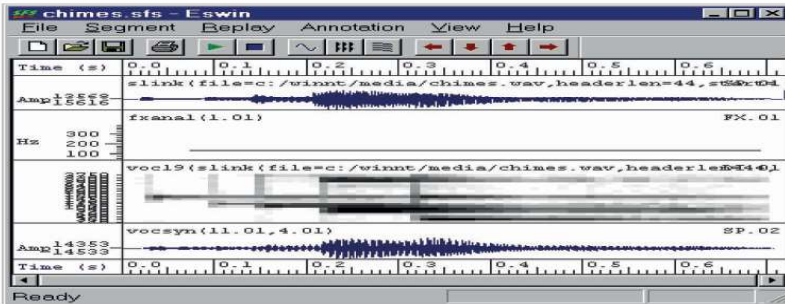 chimes.sfs - Eswin
File Segment Replay Annotation View Help
Time (s) 0.0 0.1 0.2 0.3 0.4 0.5 0.6
slink(file=c:/winnt/media/chimes.wav,headerlen=44,
Amp
fxanal(1.01) FX.01
Hz 300
200
100
voc19(slink(file=c:/winnt/media/chimes.wav,
vocsyn(11.01,4.01) SP.02
Amp 14353
14533
Time (s) 0.0 0.1 0.2 0.3 0.4 0.5 0.6
Ready